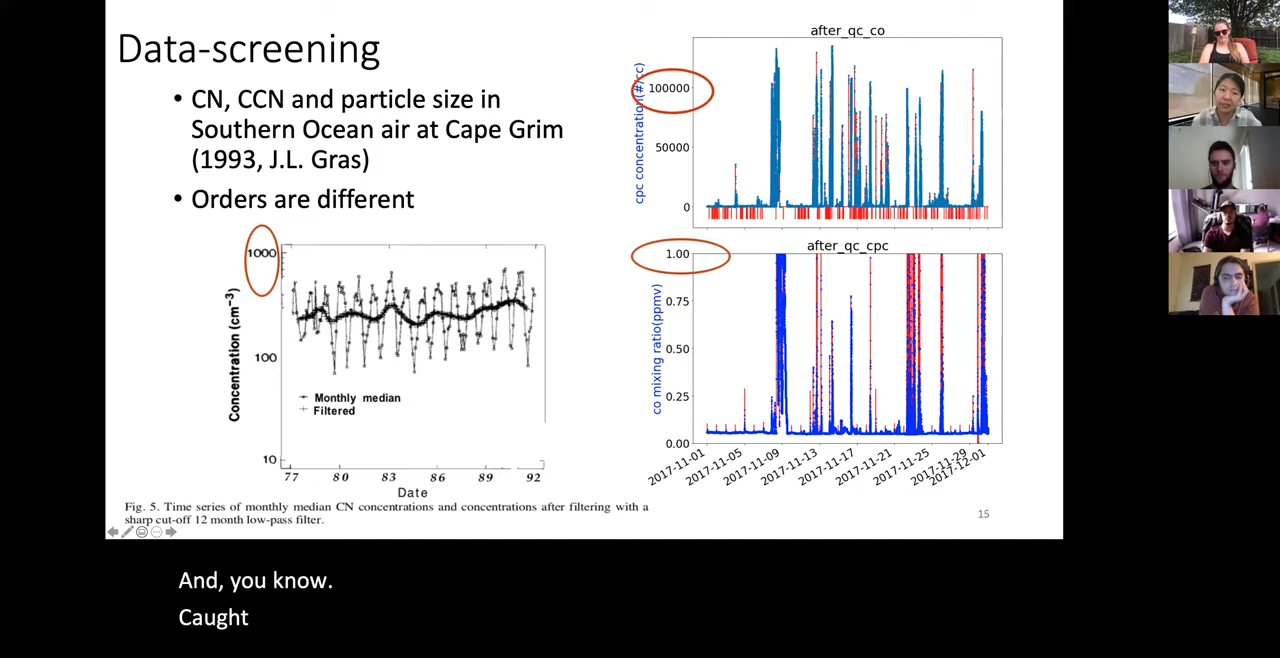 Data-screening
• CN, CCN and particle size in
Southern Ocean air at Cape Grim
(1993, J.L. Gras)
• Orders are different
1000
100
10
Concentration (cm⁻³)
Monthly median
Filtered
77 80 83 86 89 92
Date
Fig. 5. Time series of monthly median CN concentrations and concentrations after filtering with a
sharp cut-off 12 month low-pass filter.
after_qc_co
cpc concentration(#/cc)
100000
50000
0
after_qc_cpc
co mixing ratio(ppmv)
1.00
0.75
0.50
0.25
0.00
2017-11-01
2017-11-05
2017-11-09
2017-11-13
2017-11-17
2017-11-21
2017-11-25
2017-11-29
2017-12-01
15
And, you know.
Caught